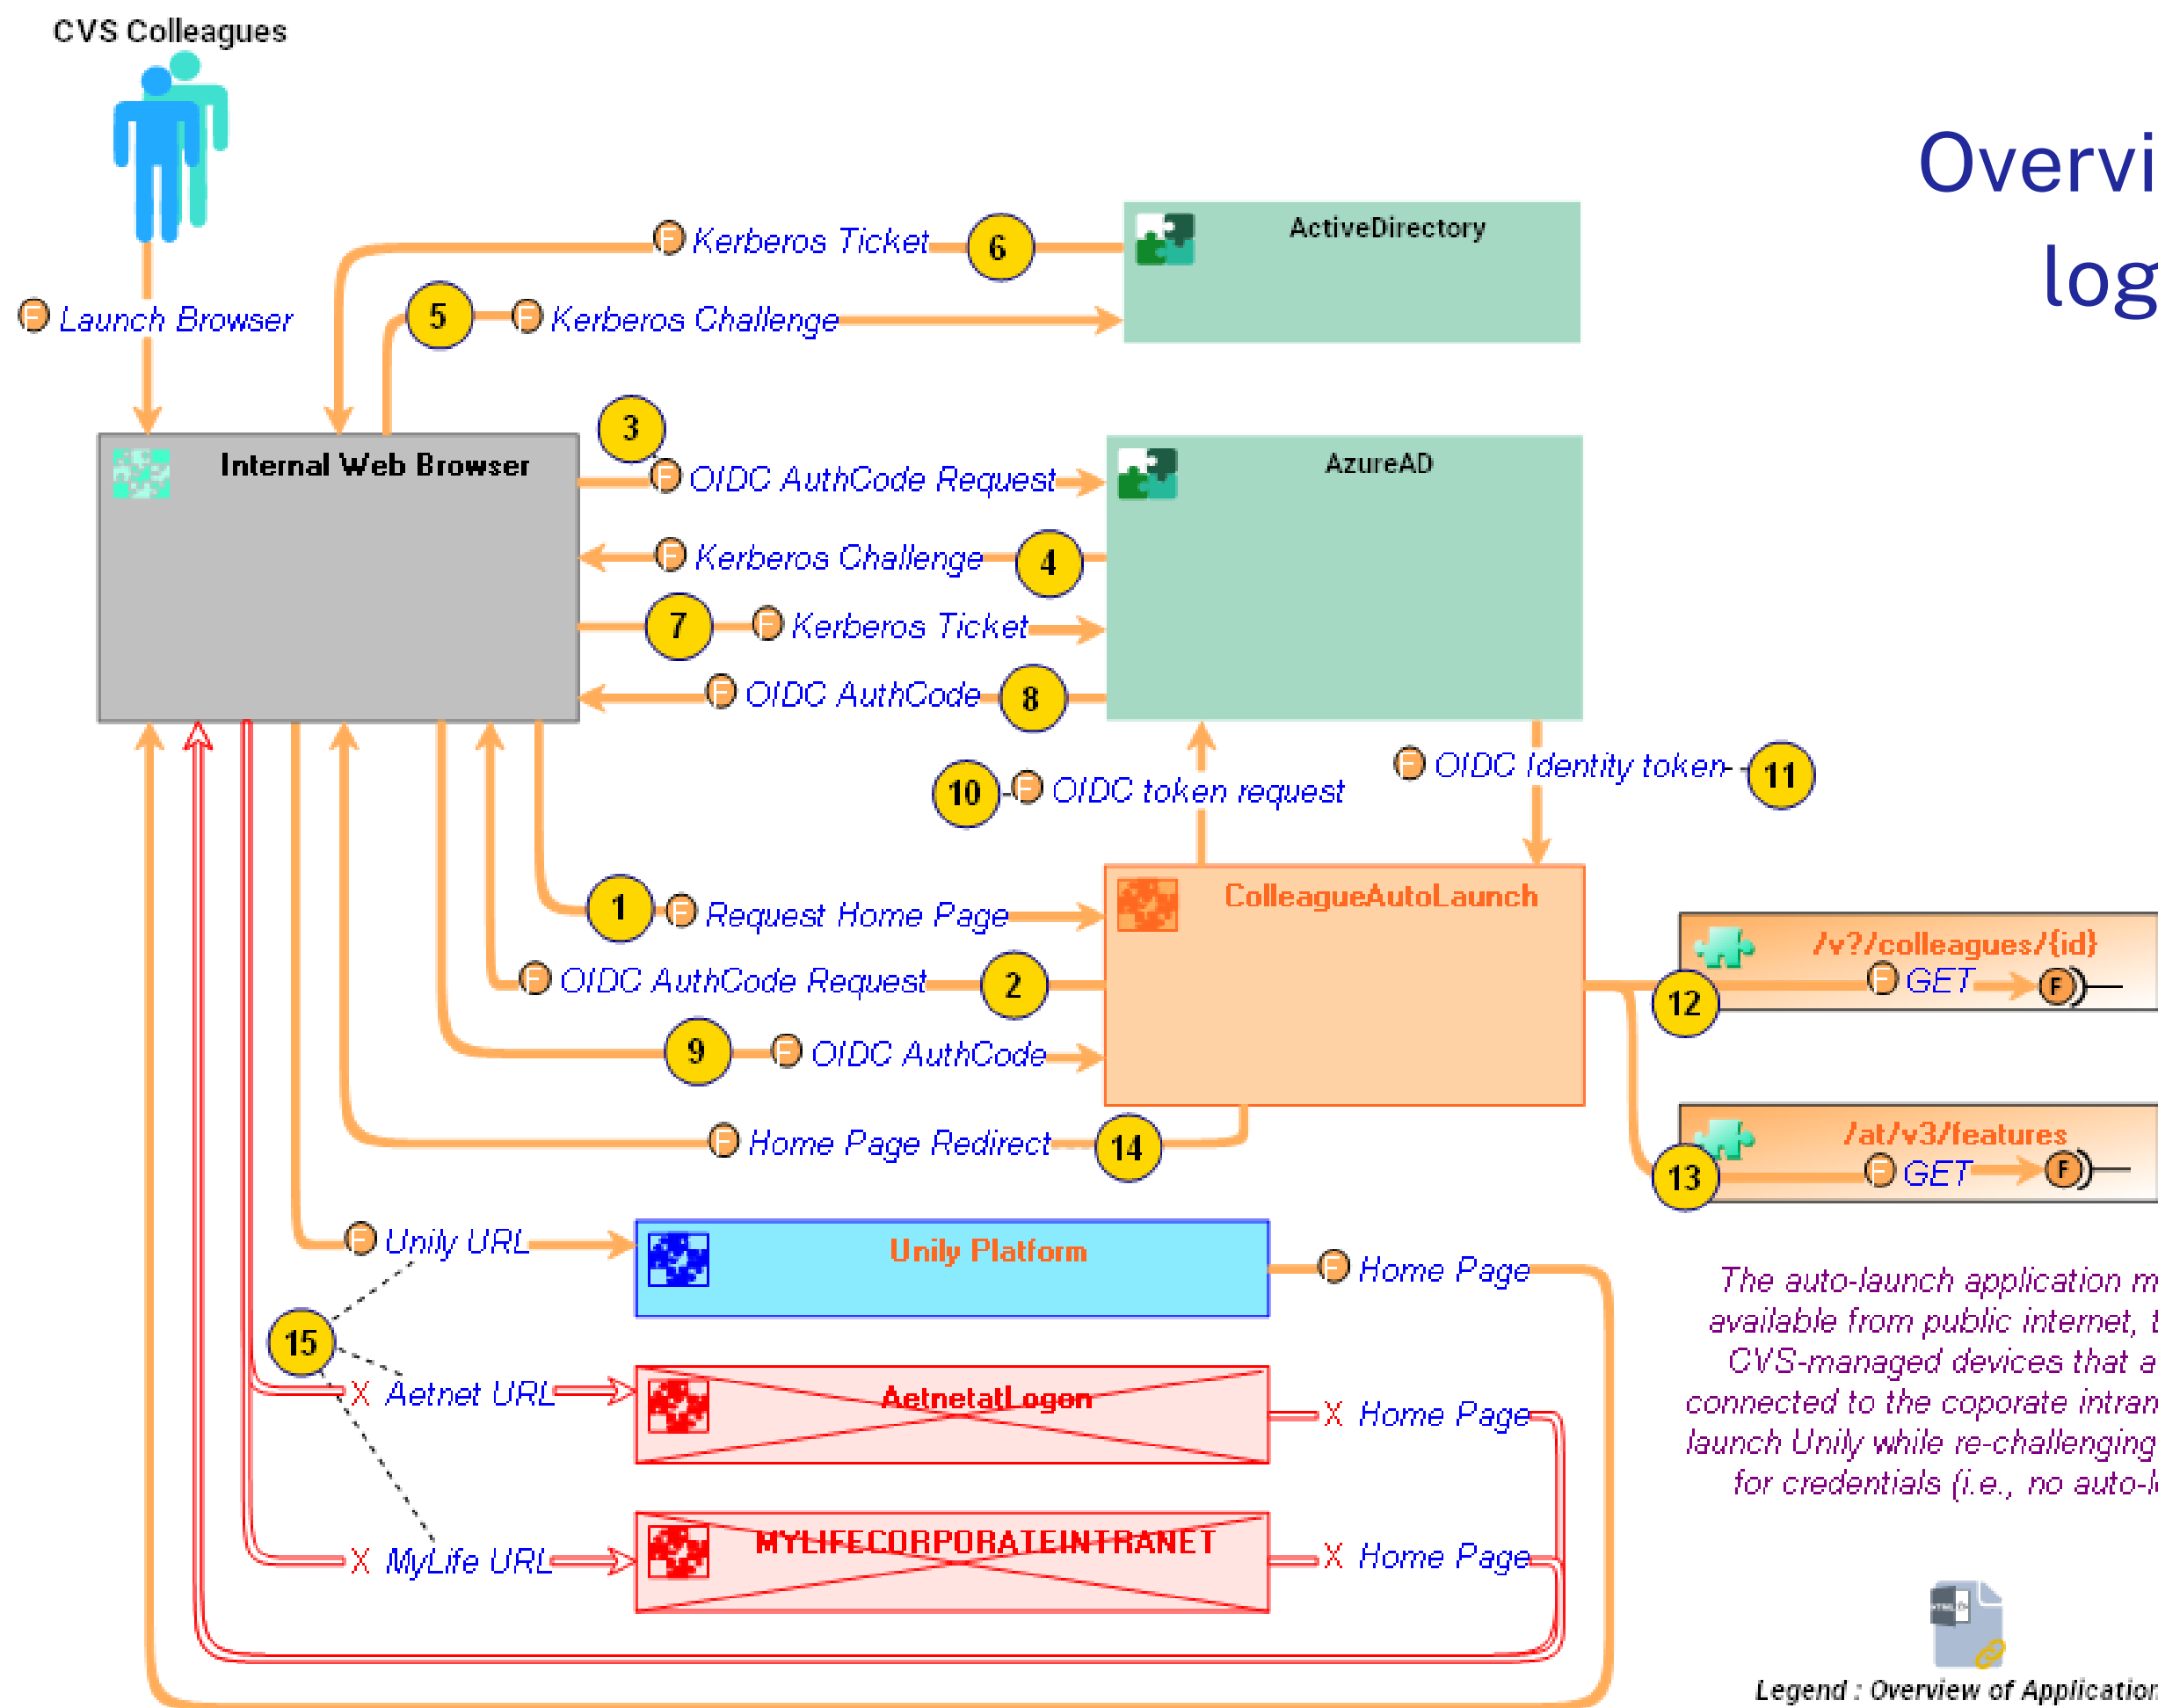 CVS Colleagues
Overvi
log
ActiveDirectory
F Kerberos Ticket 6
F Launch Browser
5 F Kerberos Challenge
3
Internal Web Browser
AzureAD
F OIDC AuthCode Request
F Kerberos Challenge 4
7 F Kerberos Ticket
F OIDC AuthCode 8
F OIDC Identity token 11
10 F OIDC token request
ColleagueAutoLaunch
1 F Request Home Page
/v?/colleagues/{id}
F OIDC AuthCode Request 2
F GET F
12
9 F OIDC AuthCode
/at/v3/features
F Home Page Redirect 14
13 F GET F
F Unily URL
Unily Platform
F Home Page
15
X Aetnet URL
AetnetatLogon
X Home Page
X MyLife URL
MYLIFECORPORATEINTRANET
X Home Page
The auto-launch application m
available from public internet, t
CVS-managed devices that a
connected to the coporate intran
launch Unily while re-challenging
for credentials (i.e., no auto-l
Legend : Overview of Application